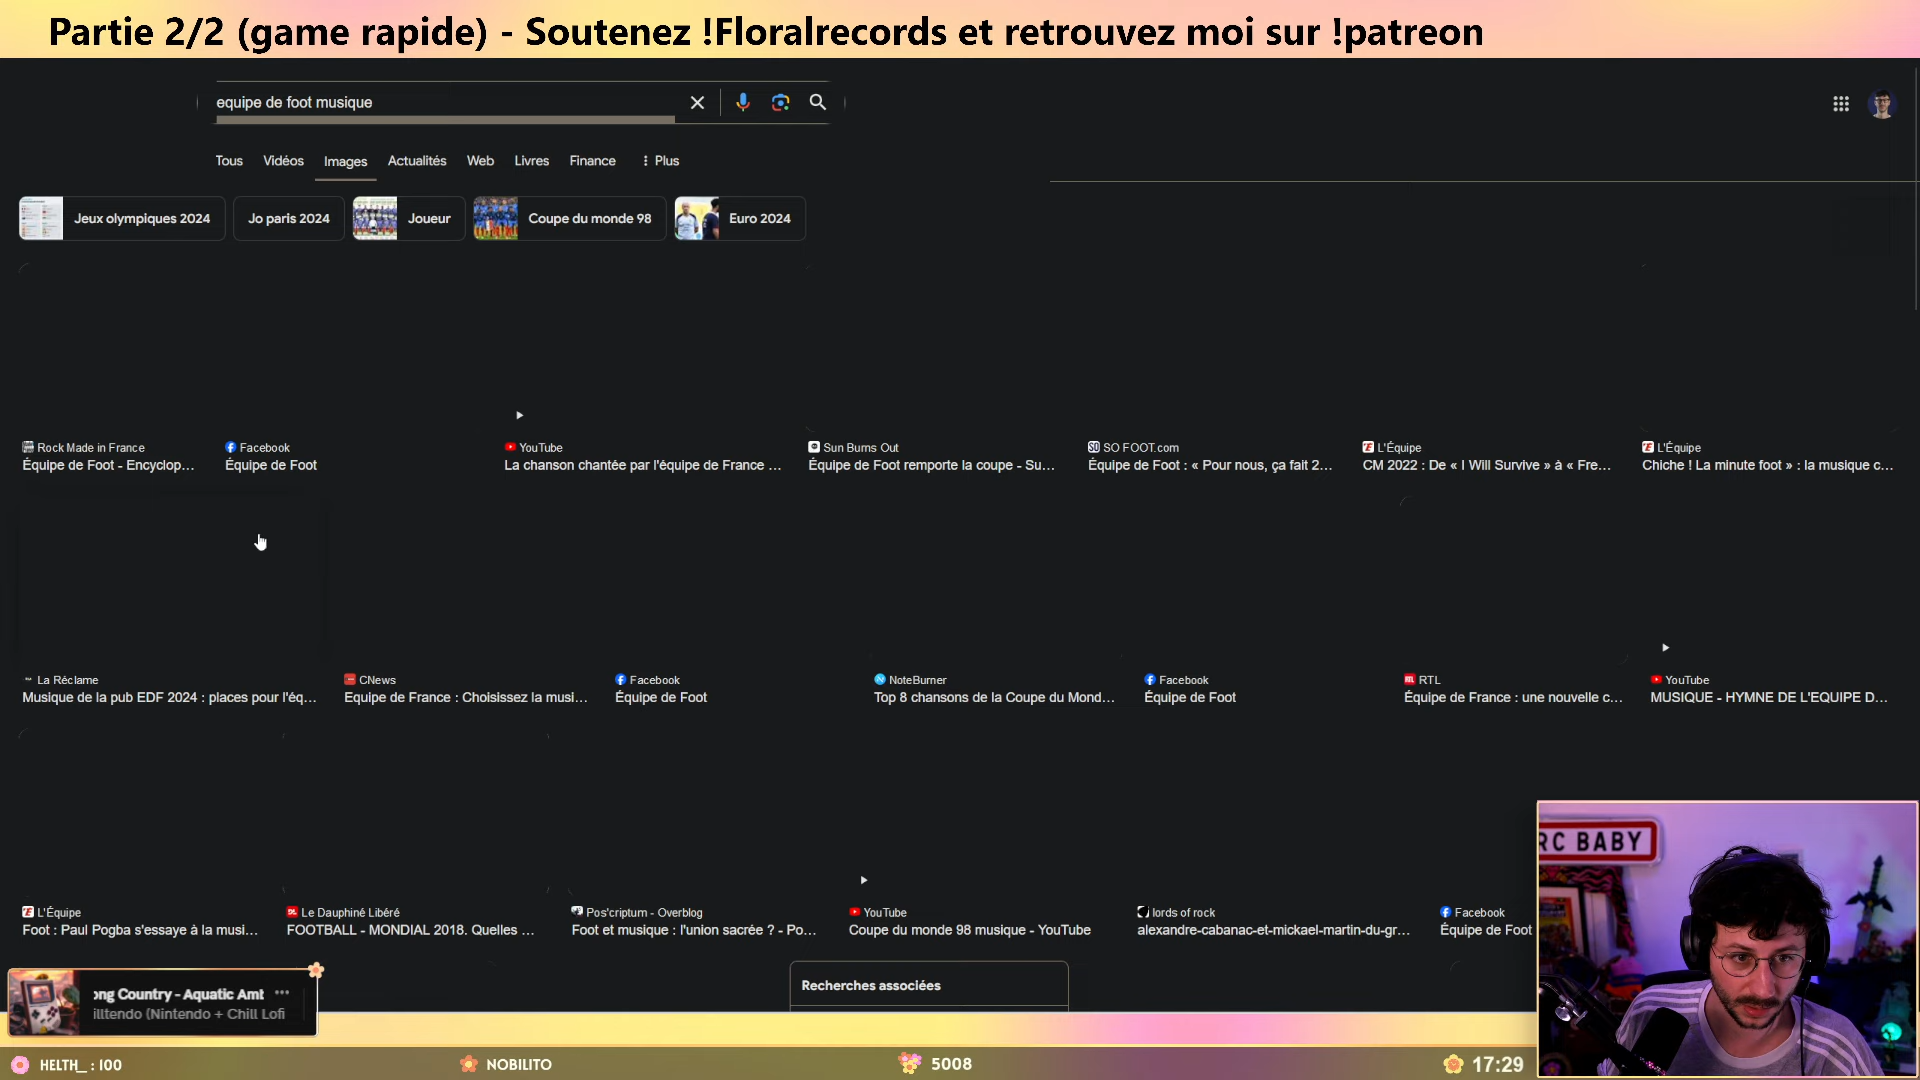 Partie 2/2 (game rapide) - Soutenez !Floralrecords et retrouvez moi sur !patreon
equipe de foot musique
Tous Vidéos Images Actualités Web Livres Finance Plus
Jeux olympiques 2024 Jo paris 2024 Joueur Coupe du monde 98 Euro 2024
Rock Made in France Facebook YouTube Sun Burns Out SO FOOT.com L'Équipe L'Équipe
Équipe de Foot - Encyclop... Équipe de Foot La chanson chantée par l'équipe de France ... Équipe de Foot remporte la coupe - Su... Équipe de Foot : « Pour nous, ça fait 2... CM 2022 : De « I Will Survive » à « Fre... Chiche ! La minute foot » : la musique c...
La Réclame CNews Facebook NoteBurner Facebook RTL YouTube
Musique de la pub EDF 2024 : places pour l'éq... Equipe de France : Choisissez la musi... Équipe de Foot Top 8 chansons de la Coupe du Mond... Équipe de Foot Équipe de France : une nouvelle c... MUSIQUE - HYMNE DE L'EQUIPE D...
L'Équipe Le Dauphiné Libéré Pos'criptum - Overblog YouTube lords of rock Facebook
Foot : Paul Pogba s'essaye à la musi... FOOTBALL - MONDIAL 2018. Quelles ... Foot et musique : l'union sacrée ? - Po... Coupe du monde 98 musique - YouTube alexandre-cabanac-et-mickael-martin-du-gr... Équipe de Foot
RC BABY
Recherches associées
ong Country - Aquatic Amb ...
illtendo (Nintendo + Chill Lofi
HELTH_ : 100 NOBILITO 5008 17:29